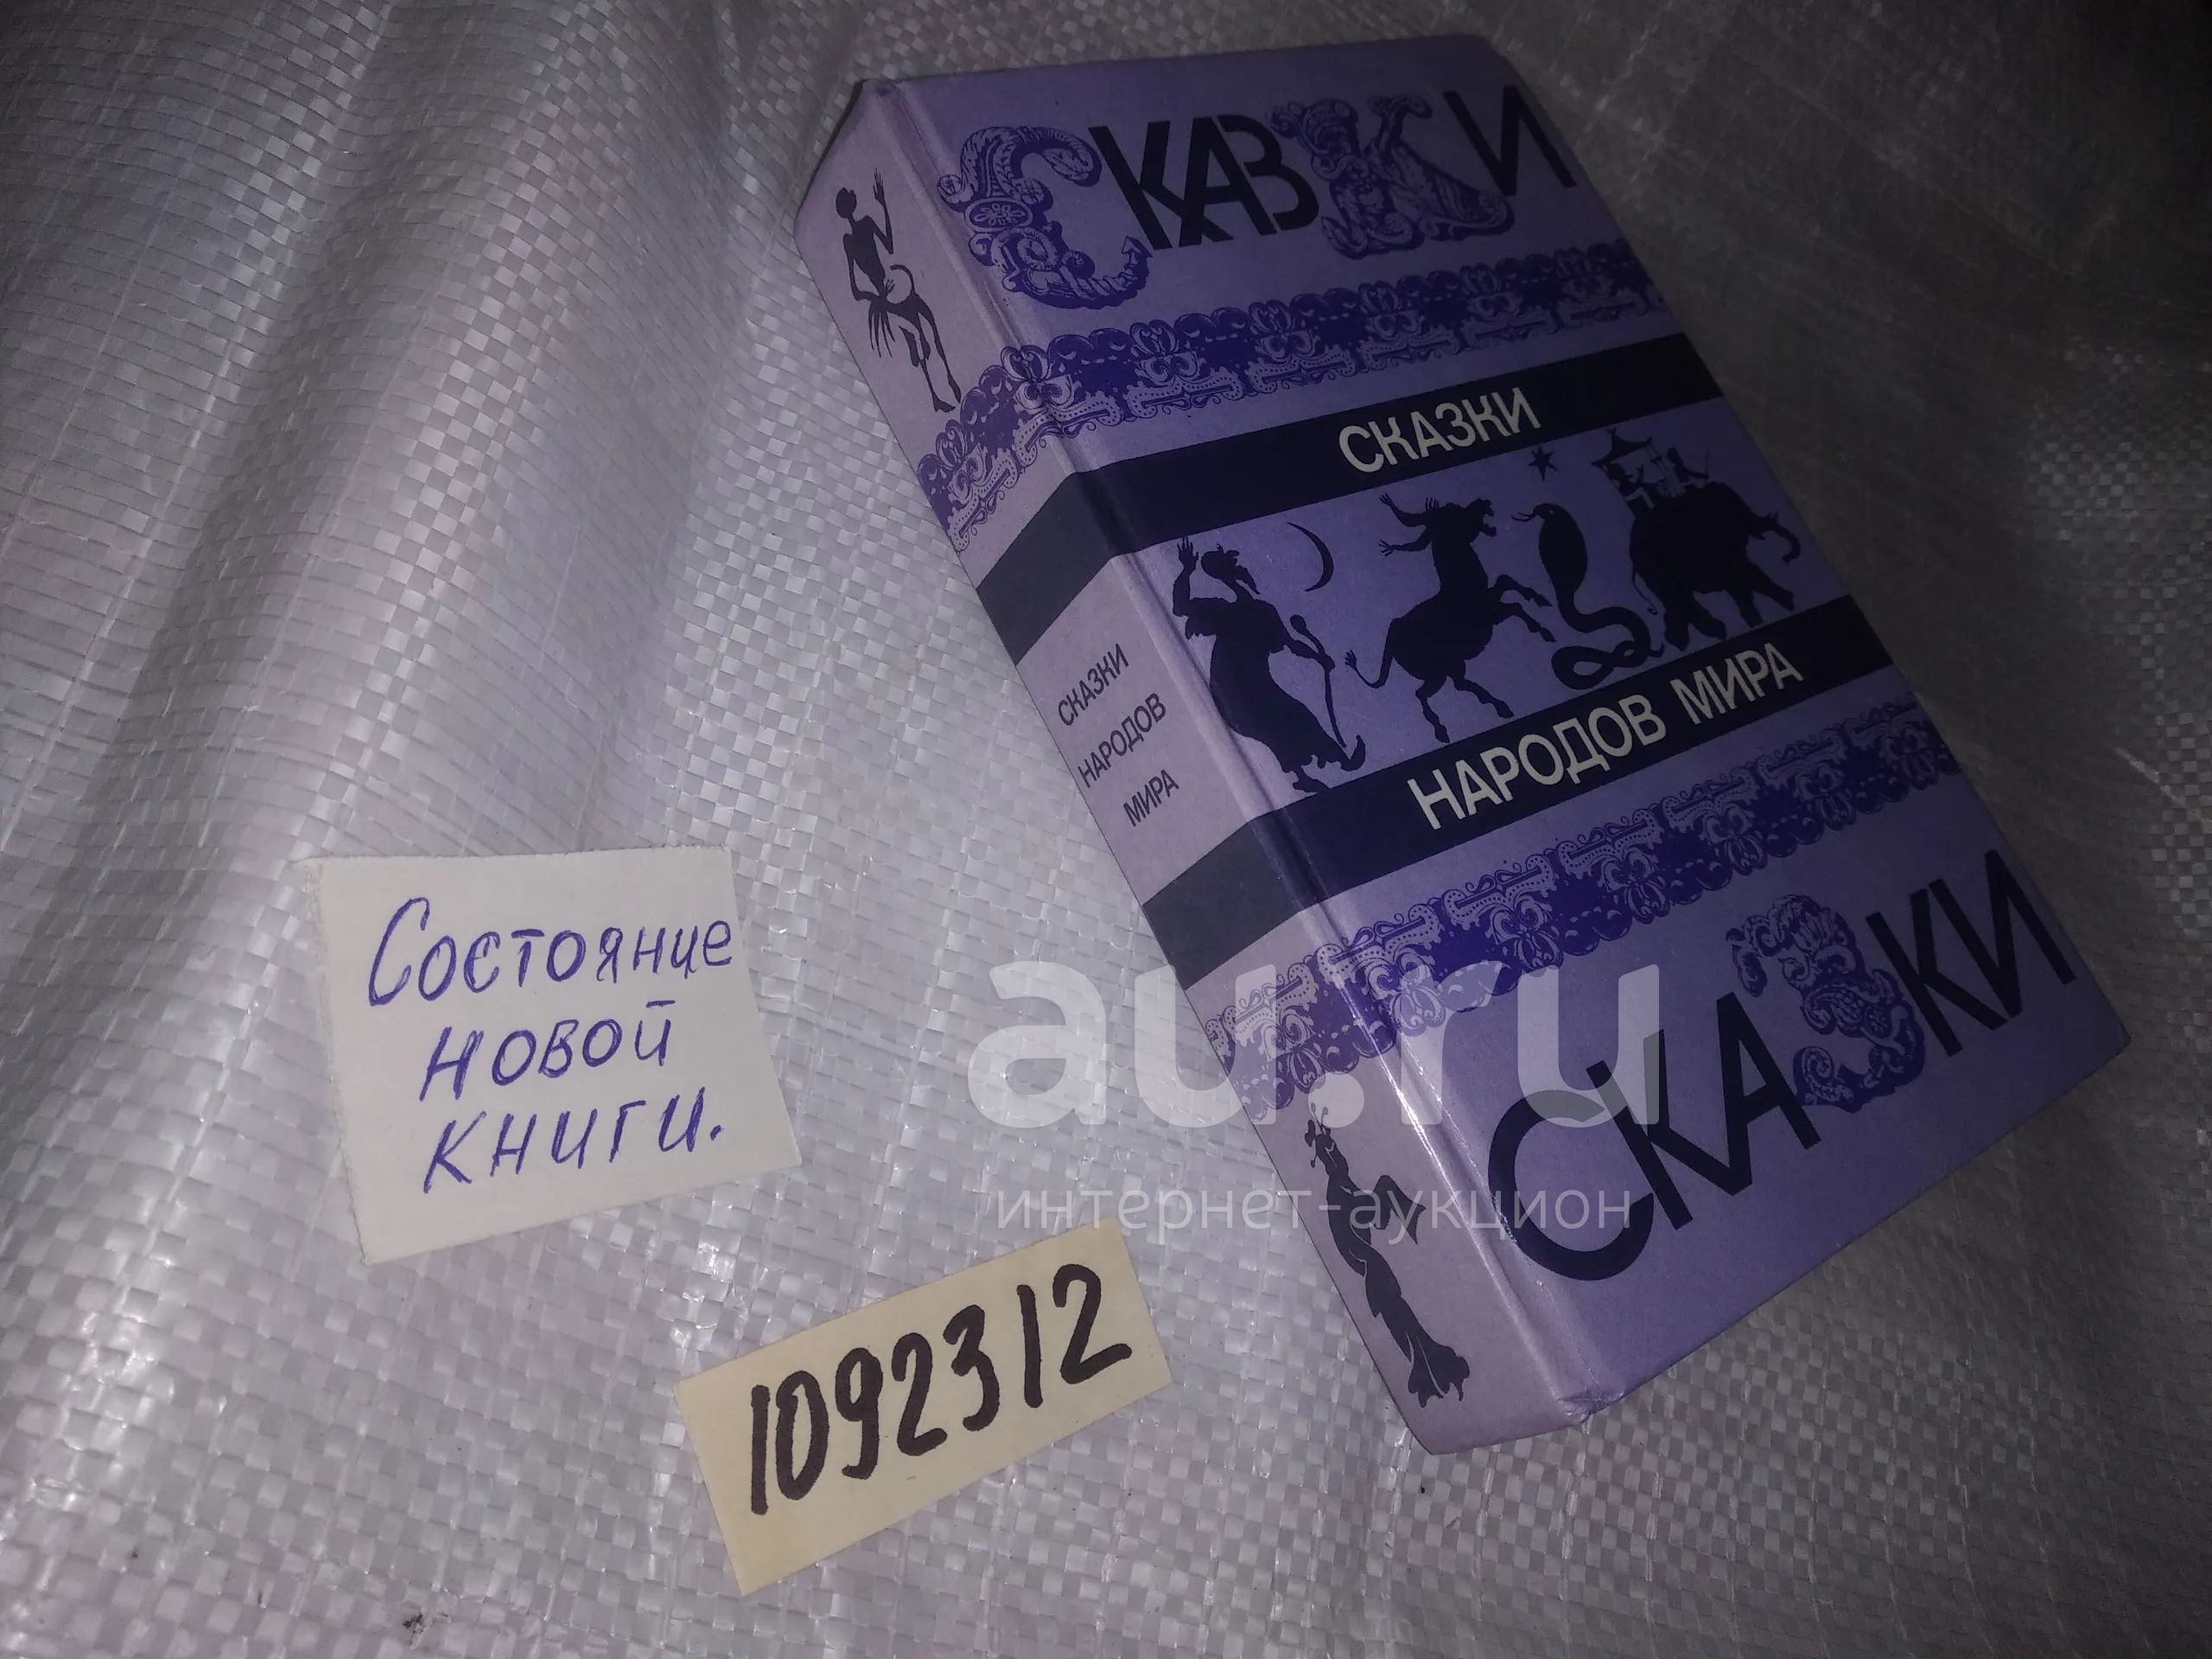 СКАЗКИ
СКАЗКИ
НАРОДОВ МИРА
СКАЗКИ
СКАЗКИ
НАРОДОВ
МИРА
Состояние
новой
книги.
1092312
au.ru
интернет-аукцион